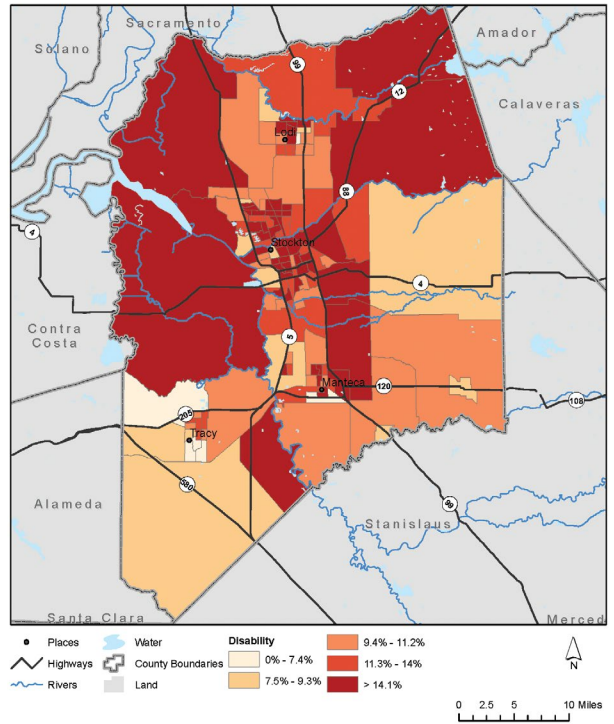 Sacramento
Solano
Amador
99
12
Calaveras
Lodi
88
4
Stockton
4
5
Contra
Costa
Manteca
120
108
205
Tracy
580
Alameda
99
Stanislaus
Santa Clara
Merced
Places
Water
Disability
9.4% - 11.2%
Highways
County Boundaries
0% - 7.4%
11.3% - 14%
Rivers
Land
7.5% - 9.3%
> 14.1%
N
0 2.5 5 10 Miles